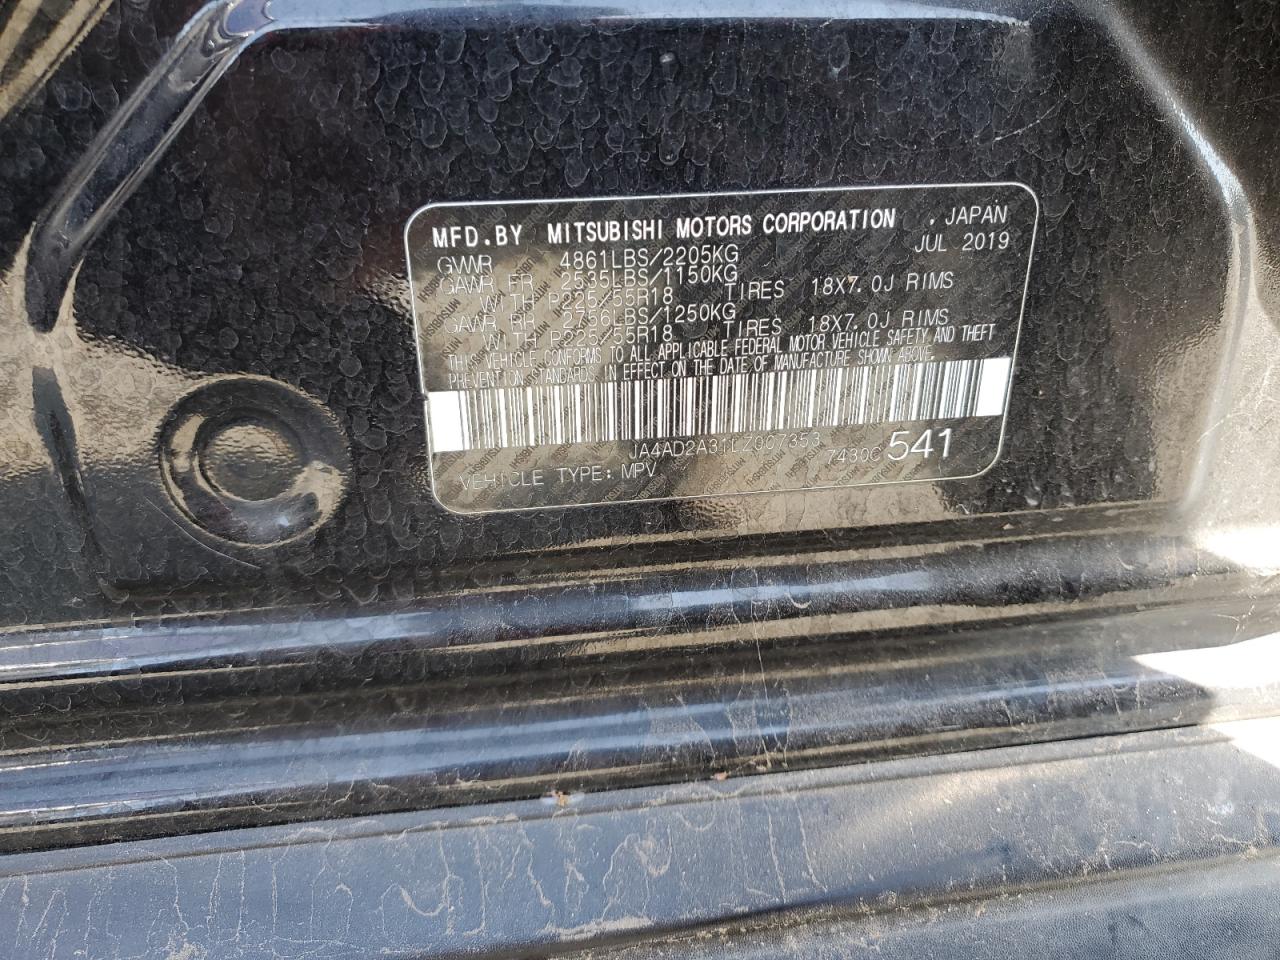 MFD.BY MITSUBISHI MOTORS CORPORATION . JAPAN
JUL 2019
GVWR 4861LBS/2205KG
GAWR FR 2535LBS/1150KG
WITH P225/55R18 TIRES 18X7.0J RIMS
GAWR RR 2756LBS/1250KG
WITH P225/55R18 TIRES 18X7.0J RIMS
THIS VEHICLE CONFORMS TO ALL APPLICABLE FEDERAL MOTOR VEHICLE SAFETY AND THEFT
PREVENTION STANDARDS IN EFFECT ON THE DATE OF MANUFACTURE SHOWN ABOVE.
JA4AD2A31LZ007353
7430C 541
VEHICLE TYPE: MPV